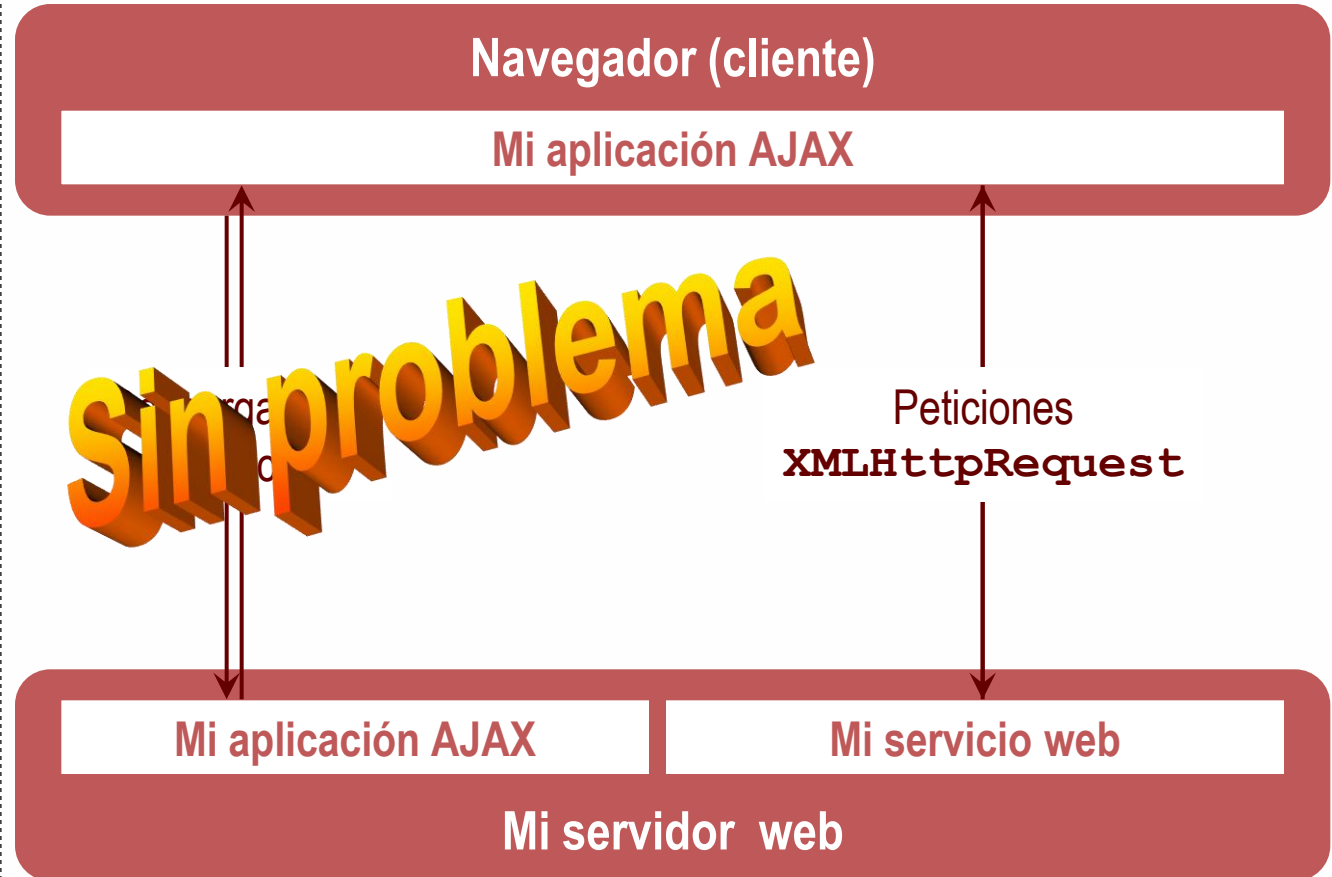 Navegador (cliente)
Mi aplicación AJAX
Sin problema
Peticiones
XMLHttpRequest
Mi aplicación AJAX
Mi servicio web
Mi servidor web